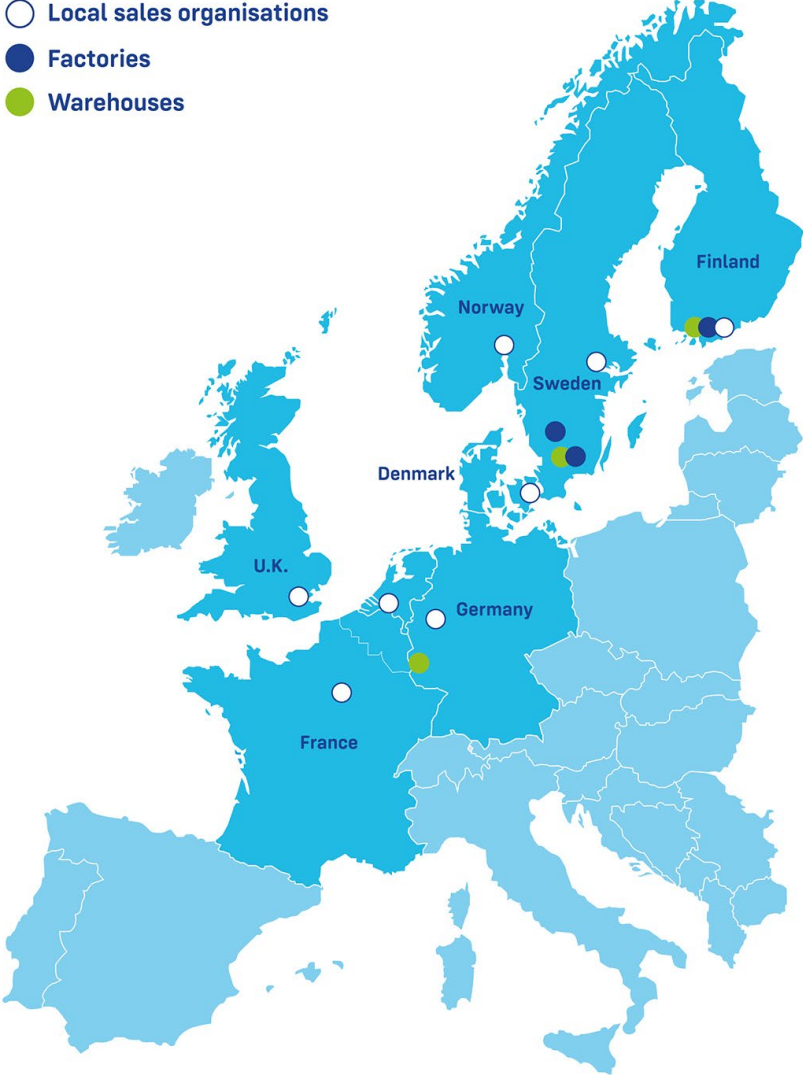 Local sales organisations
Factories
Warehouses
Finland
Norway
Sweden
Denmark
U.K.
Germany
France